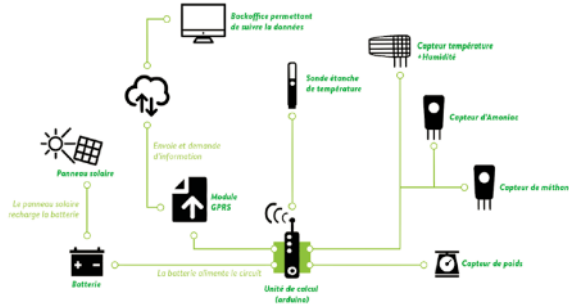 Backoffice permettant
de suivre la données
Capteur température
+Humidité
Sonde étanche
de température
Capteur d'Amoniac
Envoie et demande
d'information
Panneau solaire
Capteur de méthan
Le panneau solaire
recharge la batterie
Module
GPRS
Batterie
La batterie alimente le circuit
Capteur de poids
Unité de calcul
(arduine)